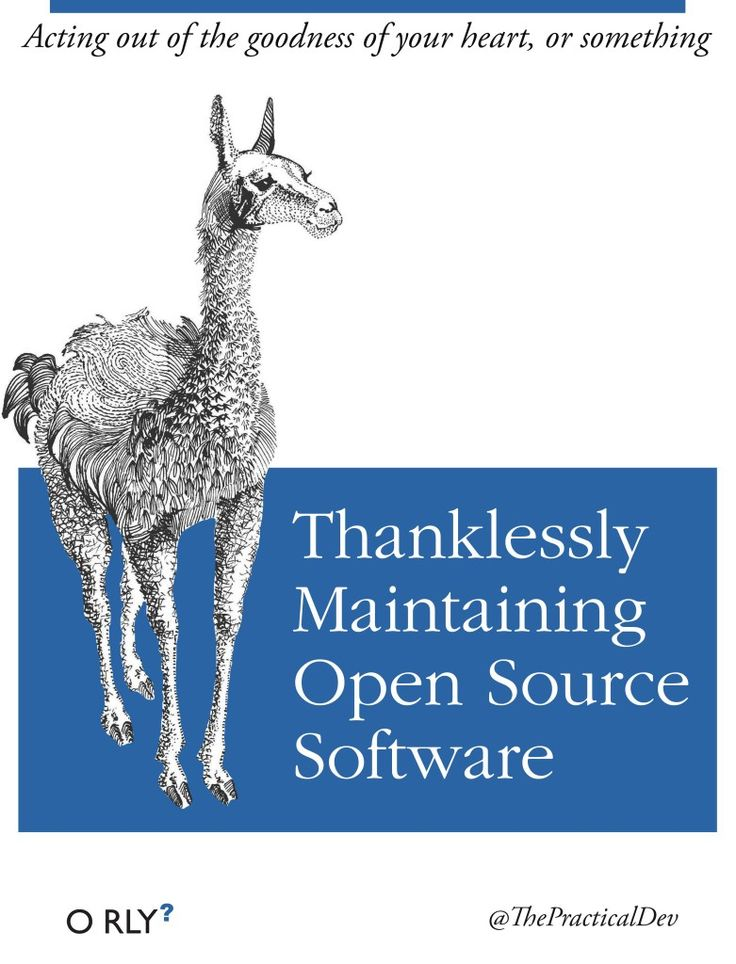 Acting out of the goodness of your heart, or something
Thanklessly
Maintaining
Open Source
Software
O RLY?
@ThePracticalDev